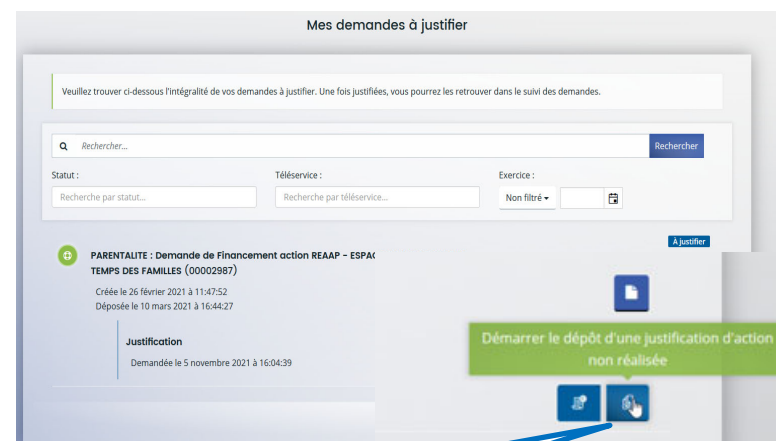 Mes demandes à justifier
Veuillez trouver ci-dessous l'intégralité de vos demandes à justifier. Une fois justifiées, vous pourrez les retrouver dans le suivi des demandes.
Rechercher...
Rechercher
Statut :
Téléservice :
Exercice :
Recherche par statut...
Recherche par téléservice...
Non filtré
À justifier
PARENTALITE : Demande de Financement action REAAP - ESPAC
TEMPS DES FAMILLES (00002987)
Créée le 26 février 2021 à 11:47:52
Déposée le 10 mars 2021 à 16:44:27
Démarrer le dépôt d'une justification d'action
non réalisée
Justification
Demandée le 5 novembre 2021 à 16:04:39